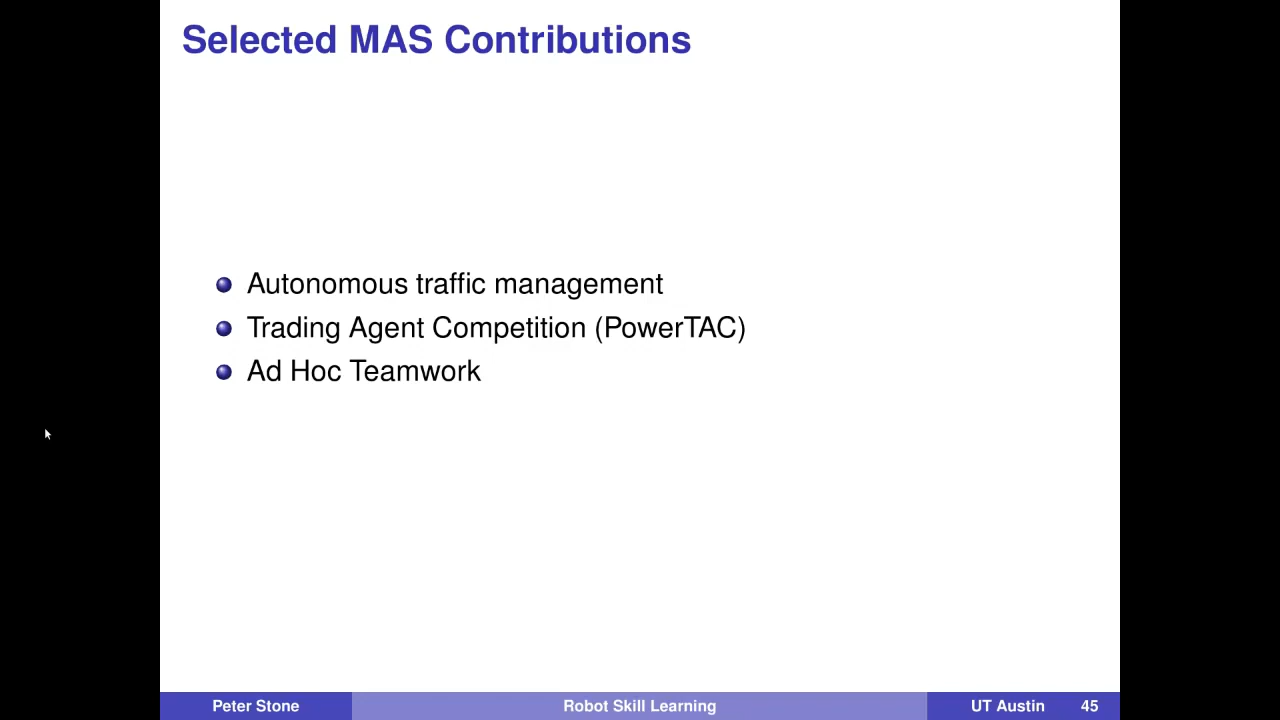 Selected MAS Contributions
Autonomous traffic management
Trading Agent Competition (PowerTAC)
Ad Hoc Teamwork
Peter Stone Robot Skill Learning UT Austin 45